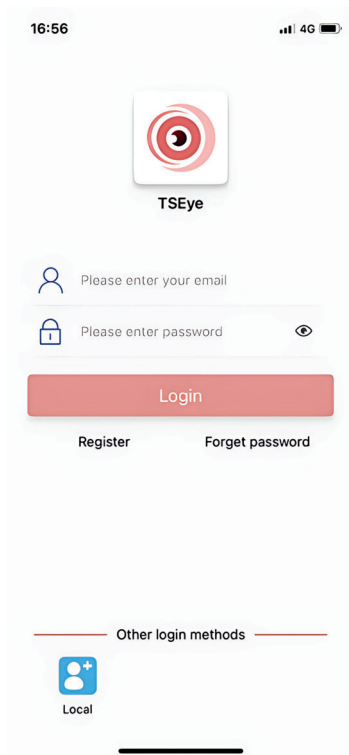 16:56 4G
TSEye
Please enter your email
Please enter password
Login
Register Forget password
Other login methods
Local